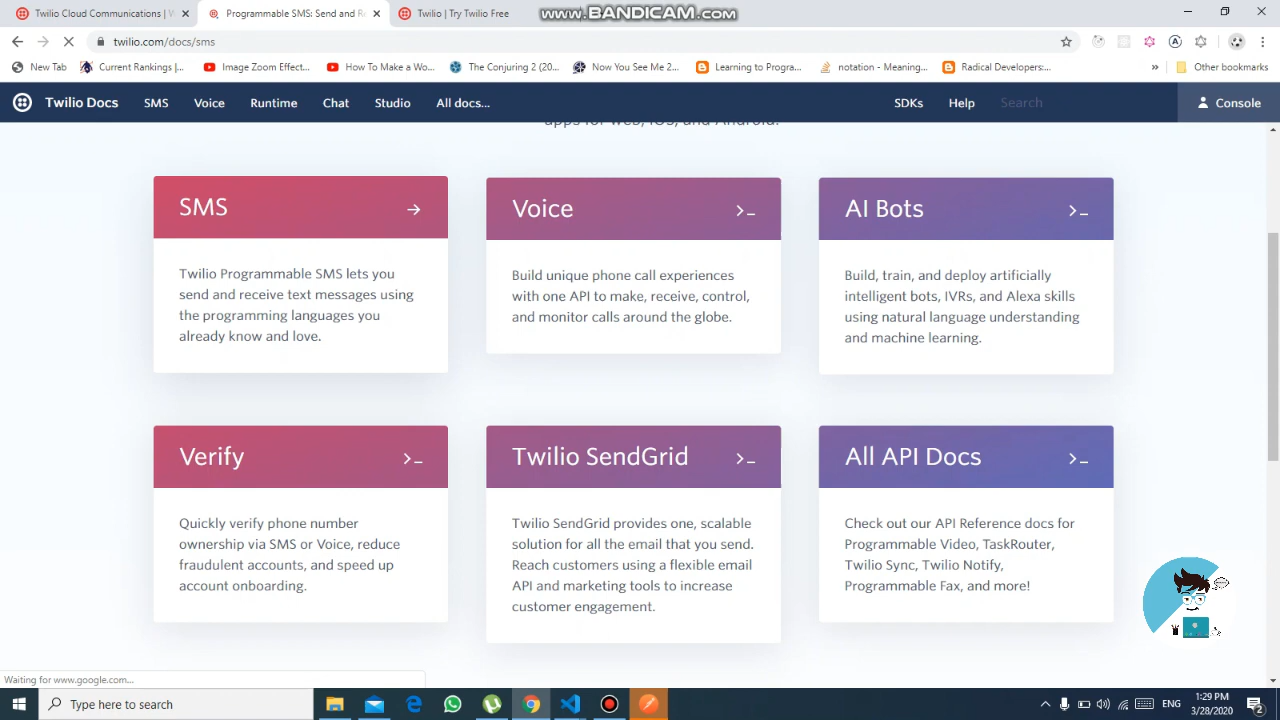 Twilio Cloud Communications | W
Programmable SMS: Send and Re
Twilio | Try Twilio Free
www.BANDICAM.com
twilio.com/docs/sms
New Tab
Current Rankings |...
Image Zoom Effect...
How To Make a Wo...
The Conjuring 2 (20...
Now You See Me 2...
Learning to Progra...
notation - Meaning...
Radical Developers:...
»
Other bookmarks
Twilio Docs
SMS
Voice
Runtime
Chat
Studio
All docs...
SDKs
Help
Search
Console
apps for web, iOS, and Android.
SMS
Twilio Programmable SMS lets you
send and receive text messages using
the programming languages you
already know and love.
Voice
Build unique phone call experiences
with one API to make, receive, control,
and monitor calls around the globe.
AI Bots
Build, train, and deploy artificially
intelligent bots, IVRs, and Alexa skills
using natural language understanding
and machine learning.
Verify
Quickly verify phone number
ownership via SMS or Voice, reduce
fraudulent accounts, and speed up
account onboarding.
Twilio SendGrid
Twilio SendGrid provides one, scalable
solution for all the email that you send.
Reach customers using a flexible email
API and marketing tools to increase
customer engagement.
All API Docs
Check out our API Reference docs for
Programmable Video, TaskRouter,
Twilio Sync, Twilio Notify,
Programmable Fax, and more!
Waiting for www.google.com...
Type here to search
ENG
1:29 PM
3/28/2020
2